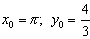 x₀ = π; y₀ = 4/3